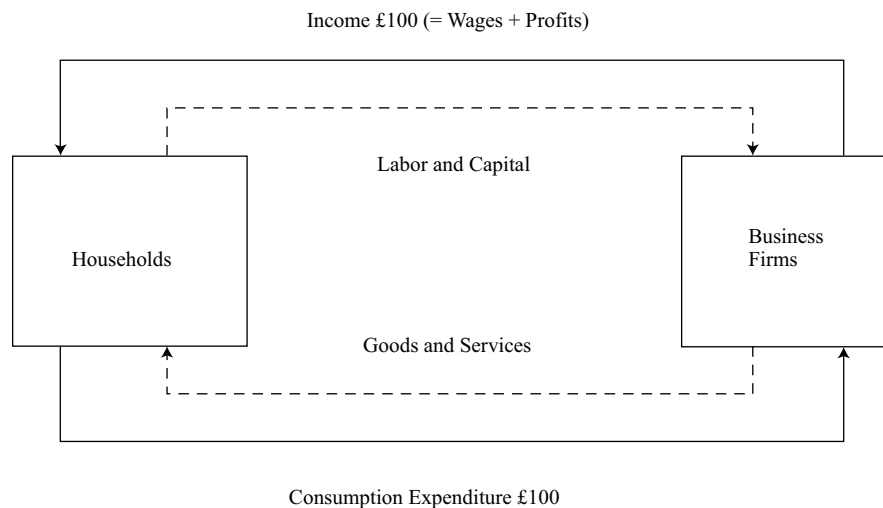 Income £100 (= Wages + Profits)
Labor and Capital
Households
Business
Firms
Goods and Services
Consumption Expenditure £100